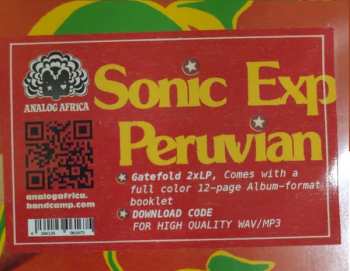 ANALOG AFRICA
Sonic Exp
Peruvian
Gatefold 2xLP, Comes with a
full color 12-page Album-format
booklet
DOWNLOAD CODE
FOR HIGH QUALITY WAV/MP3
analogafrica.
bandcamp.com